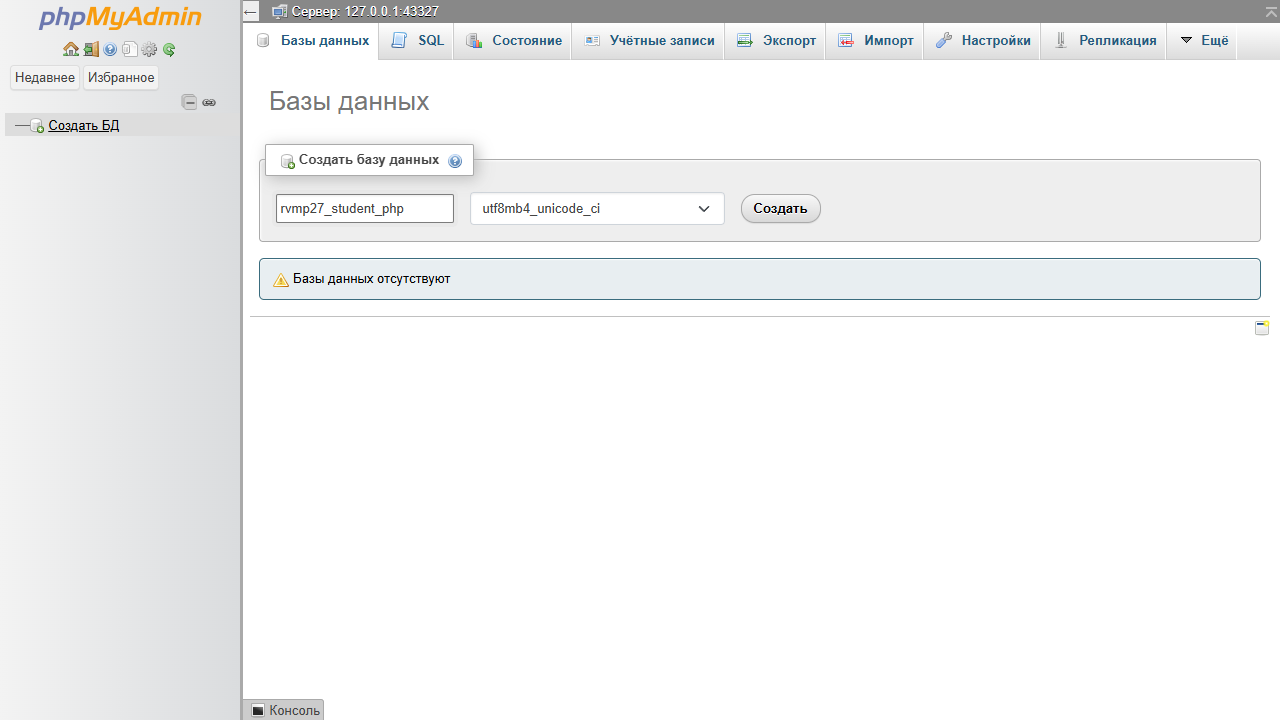 phpMyAdmin
Недавнее Избранное
Создать БД
Сервер: 127.0.0.1:43327
Базы данных SQL Состояние Учётные записи Экспорт Импорт Настройки Репликация Ещё
Базы данных
Создать базу данных
rvmp27_student_php utf8mb4_unicode_ci Создать
Базы данных отсутствуют
Консоль